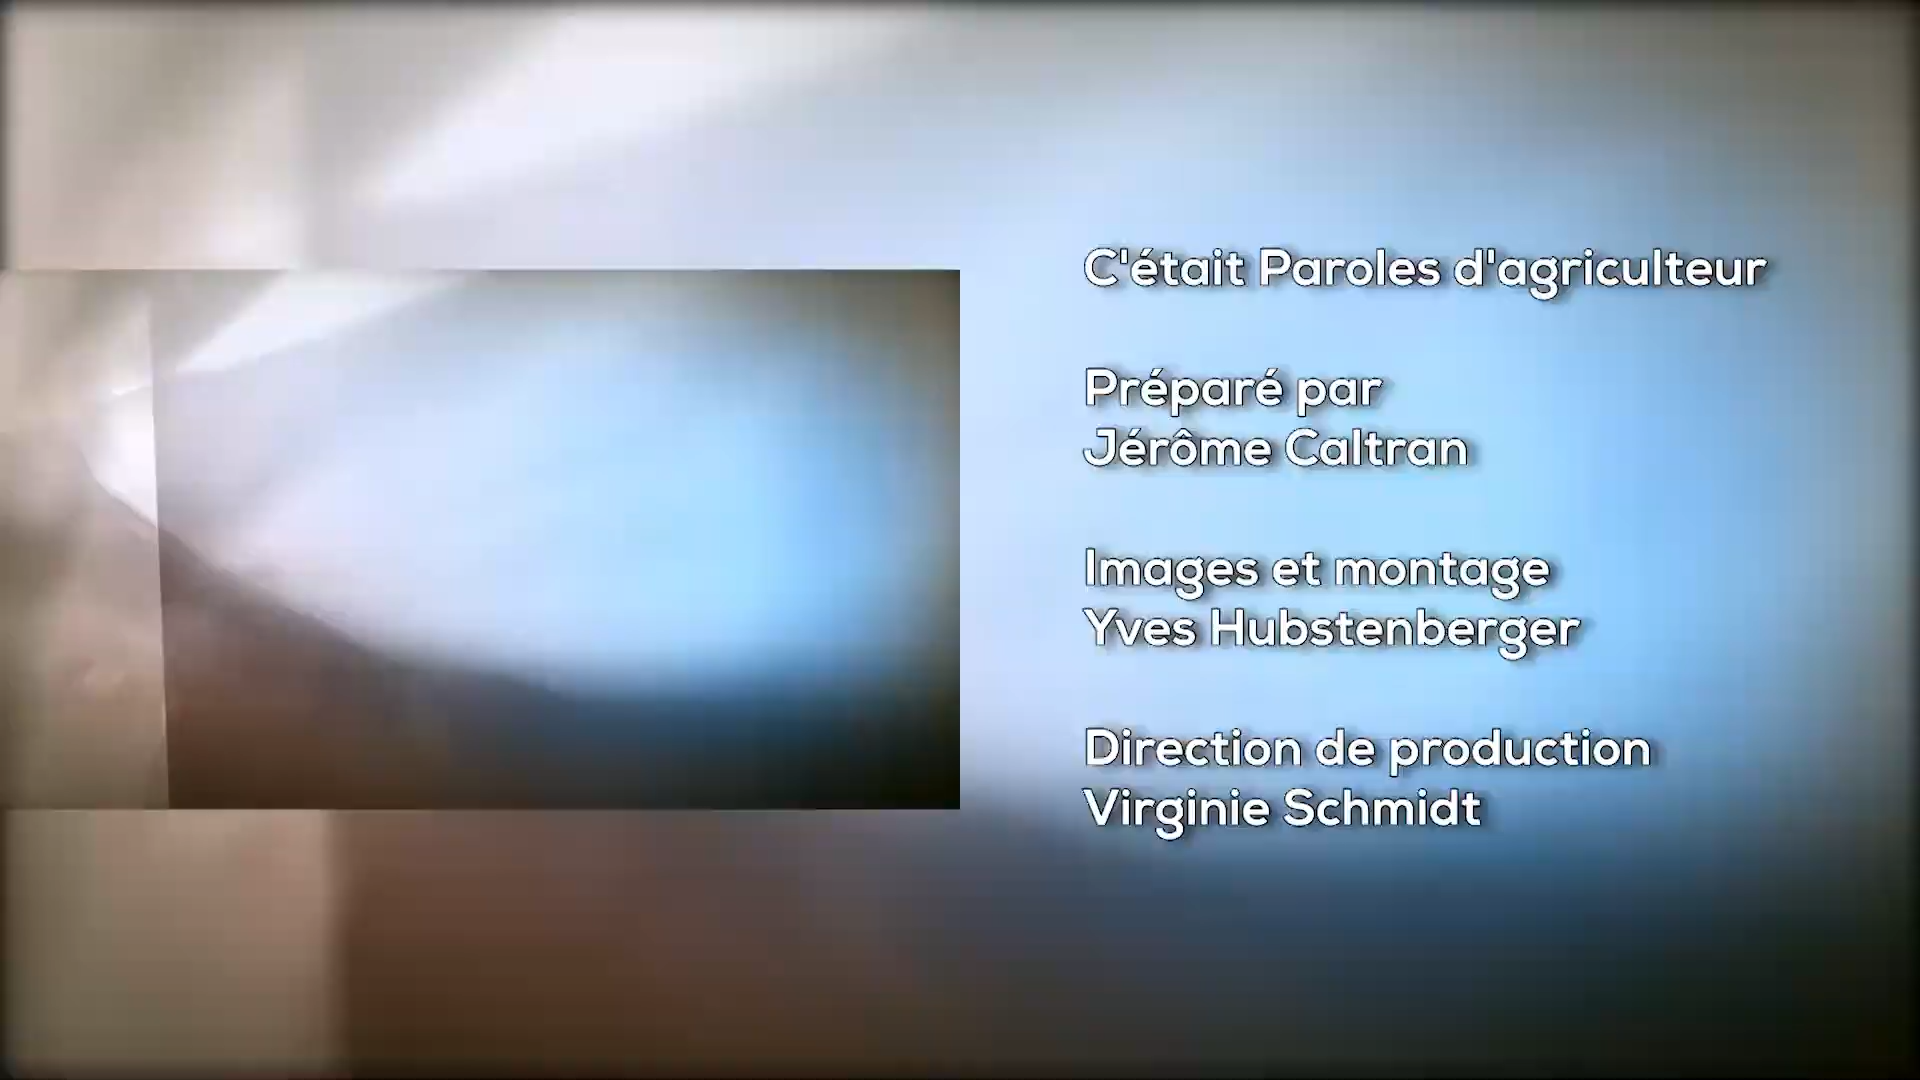 C'était Paroles d'agriculteur
Préparé par
Jérôme Caltran
Images et montage
Yves Hubstenberger
Direction de production
Virginie Schmidt